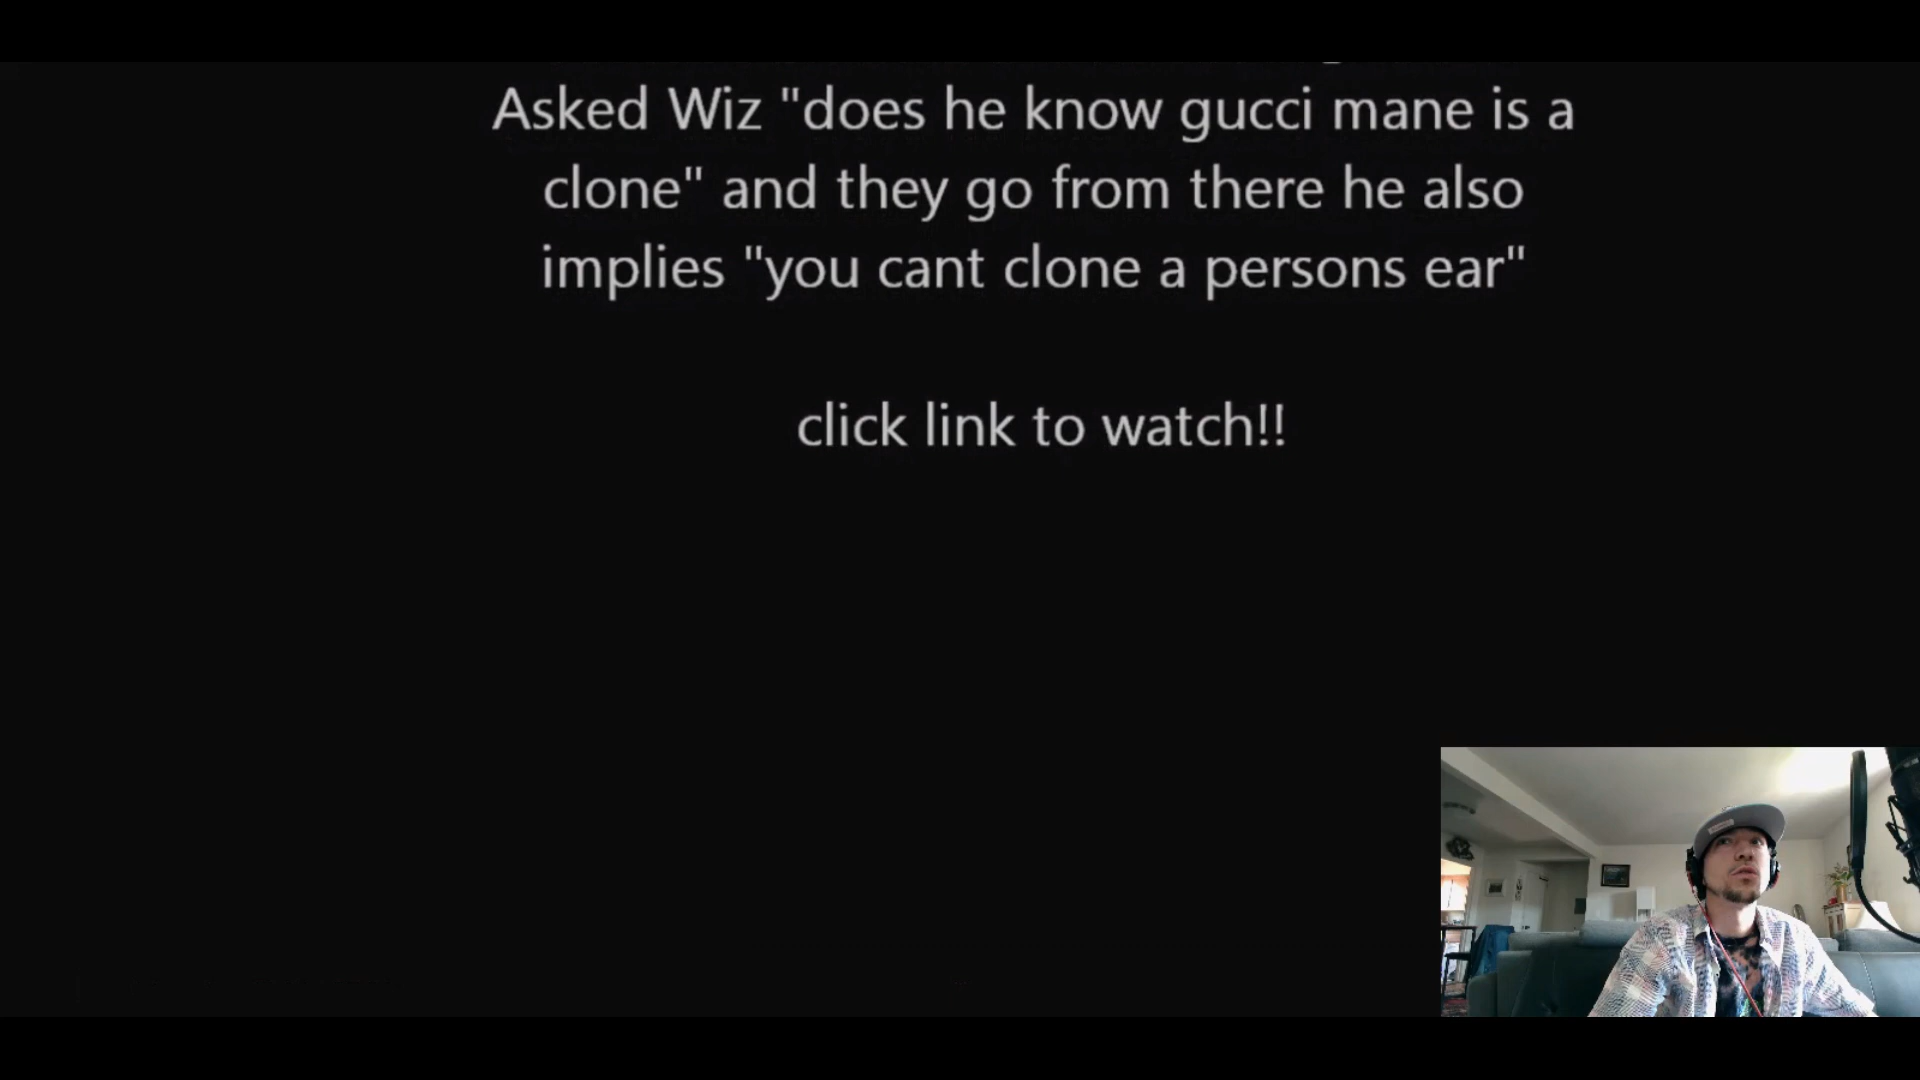 Asked Wiz "does he know gucci mane is a
clone" and they go from there he also
implies "you cant clone a persons ear"
click link to watch!!